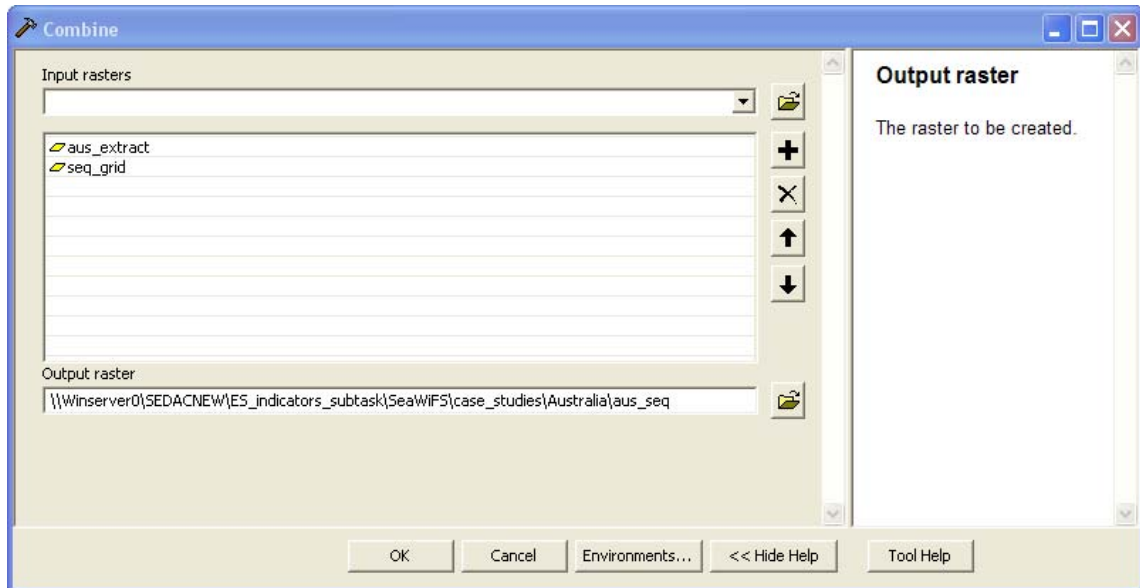 Combine
Input rasters
aus_extract
seq_grid
Output raster
\\Winserver0\SEDACNEW\ES_indicators_subtask\SeaWiFS\case_studies\Australia\aus_seq
OK
Cancel
Environments...
<< Hide Help
Tool Help
Output raster
The raster to be created.